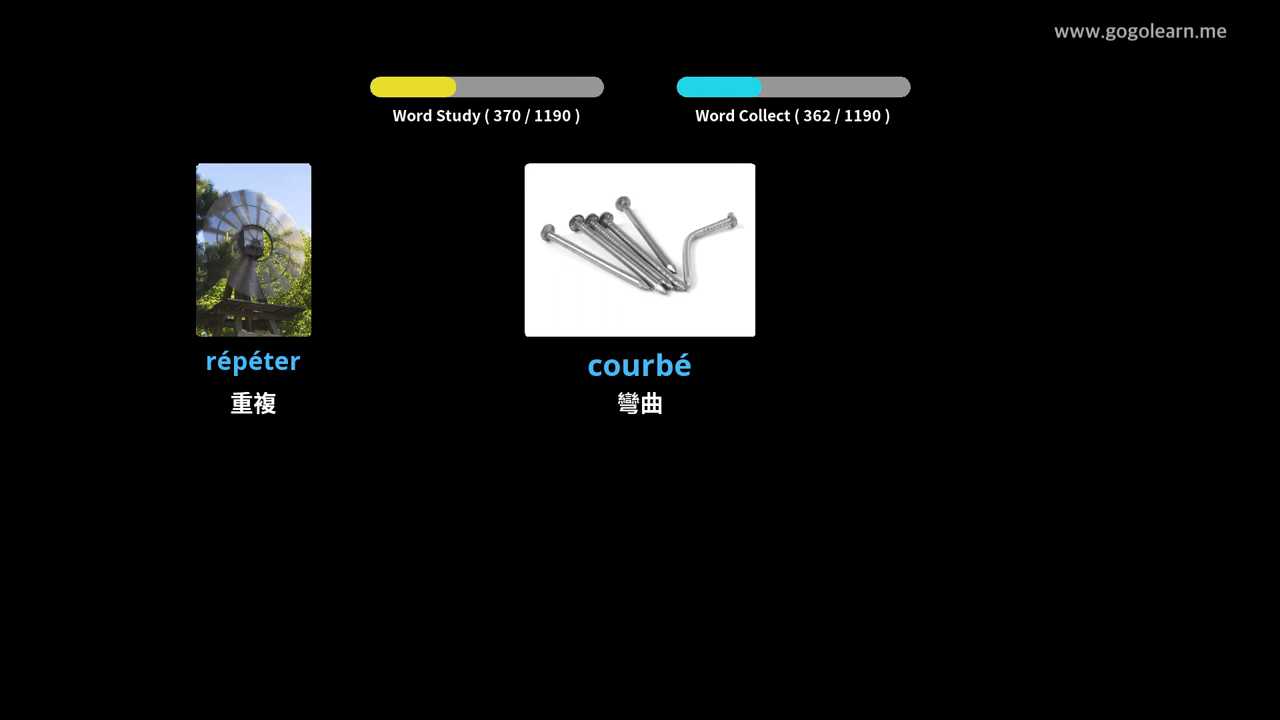 www.gogolearn.me
Word Study ( 370 / 1190 )
Word Collect ( 362 / 1190 )
répéter
重複
courbé
彎曲